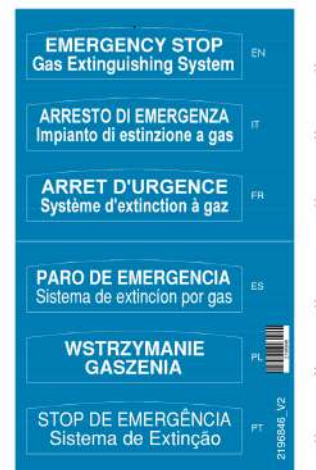 EMERGENCY STOP
Gas Extinguishing System
EN
ARRESTO DI EMERGENZA
Impianto di estinzione a gas
IT
ARRET D'URGENCE
Système d'extinction à gaz
FR
PARO DE EMERGENCIA
Sistema de extincion por gas
ES
WSTRZYMANIE
GASZENIA
PL
STOP DE EMERGÊNCIA
Sistema de Extinção
PT
2196846_V2